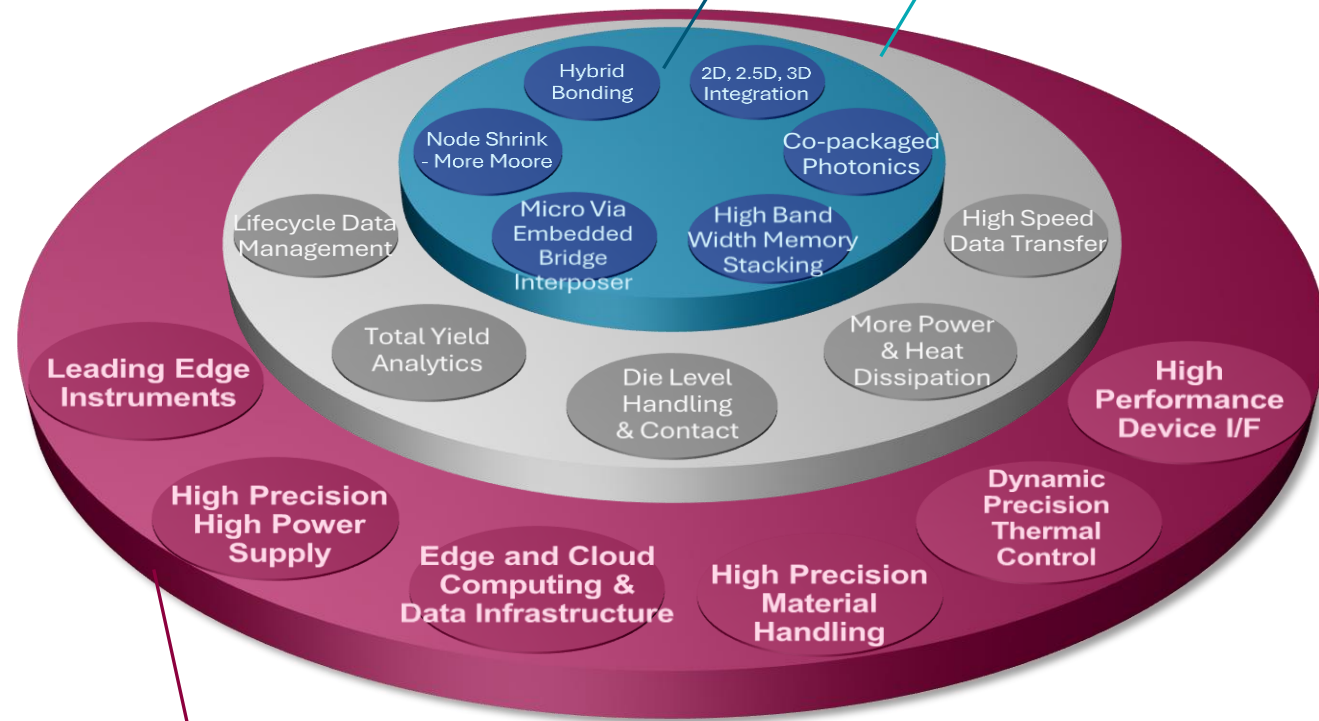 Hybrid
Bonding
2D, 2.5D, 3D
Integration
Node Shrink
- More Moore
Co-packaged
Photonics
Micro Via
Embedded
Bridge
Interposer
High Band
Width Memory
Stacking
Lifecycle Data
Management
High Speed
Data Transfer
Total Yield
Analytics
More Power
& Heat
Dissipation
Die Level
Handling
& Contact
Leading Edge
Instruments
High
Performance
Device I/F
High Precision
High Power
Supply
Dynamic
Precision
Thermal
Control
Edge and Cloud
Computing &
Data Infrastructure
High Precision
Material
Handling